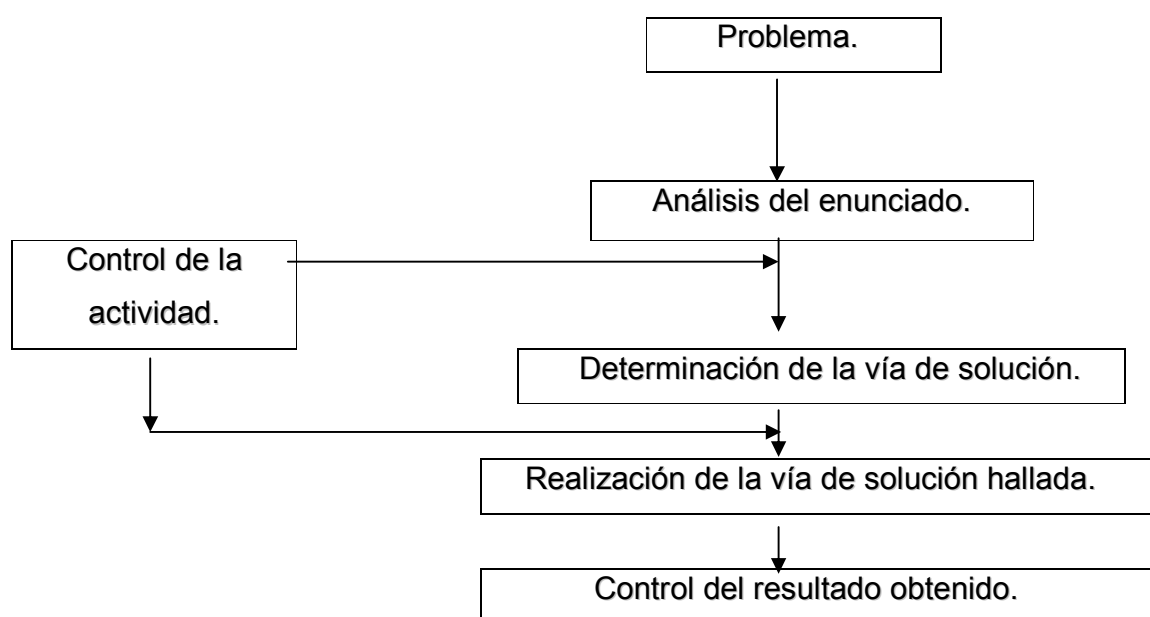 Problema.
Análisis del enunciado.
Control de la
actividad.
Determinación de la vía de solución.
Realización de la vía de solución hallada.
Control del resultado obtenido.